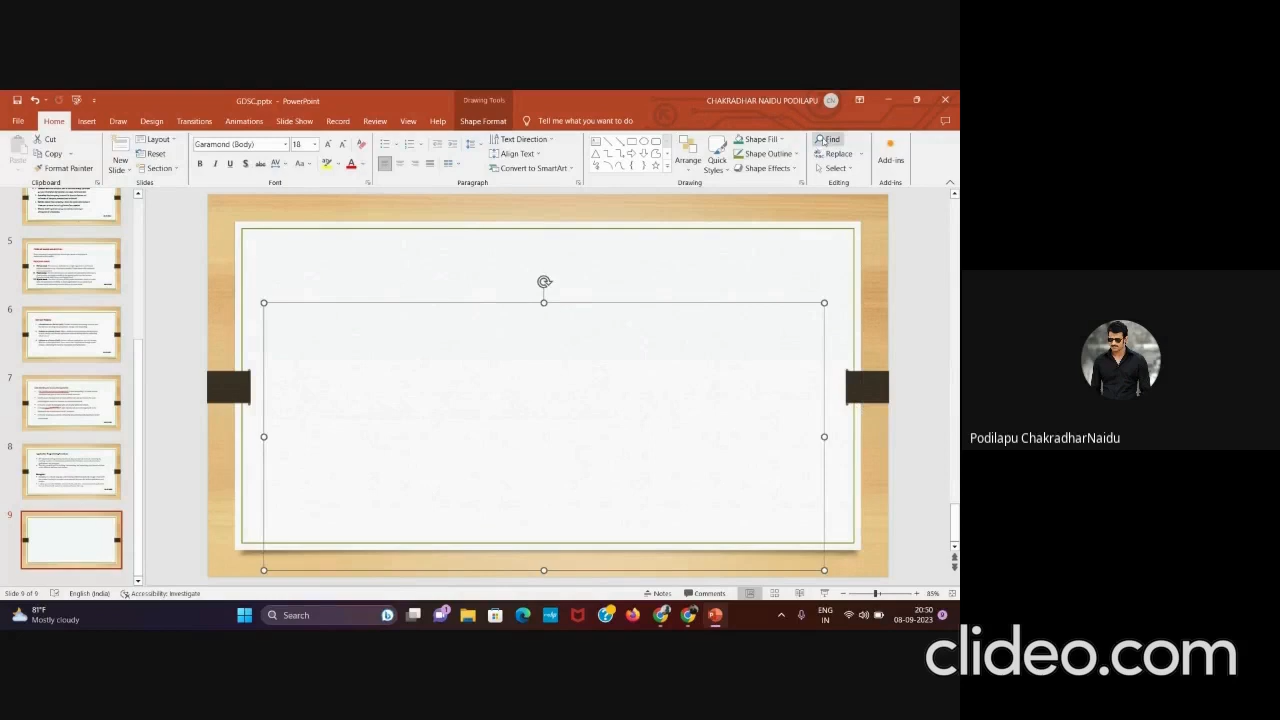 GDSC.pptx - PowerPoint
Drawing Tools
CHAKRADHAR NAIDU PODILAPU
CN
File
Home
Insert
Draw
Design
Transitions
Animations
Slide Show
Record
Review
View
Help
Shape Format
Tell me what you want to do
Paste
Cut
Copy
Format Painter
Clipboard
New
Slide
Layout
Reset
Section
Slides
Garamond (Body)
18
B
I
U
S
abc
AV
Aa
A
Font
Text Direction
Align Text
Convert to SmartArt
Paragraph
Arrange
Quick
Styles
Shape Fill
Shape Outline
Shape Effects
Drawing
Find
Replace
Select
Editing
Add-ins
Add-ins
5
6
7
8
9
Podilapu ChakradharNaidu
Slide 9 of 9
English (India)
Accessibility: Investigate
Notes
Comments
85%
81°F
Mostly cloudy
Search
ENG
IN
20:50
08-09-2023
clideo.com